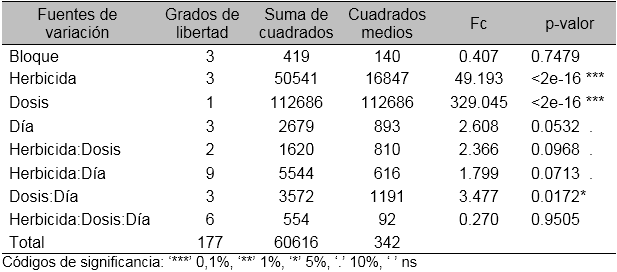 Fuentes de variación Grados de libertad Suma de cuadrados Cuadrados medios Fc p-valor
Bloque 3 419 140 0.407 0.7479
Herbicida 3 50541 16847 49.193 <2e-16 ***
Dosis 1 112686 112686 329.045 <2e-16 ***
Día 3 2679 893 2.608 0.0532 .
Herbicida:Dosis 2 1620 810 2.366 0.0968 .
Herbicida:Día 9 5544 616 1.799 0.0713 .
Dosis:Día 3 3572 1191 3.477 0.0172*
Herbicida:Dosis:Día 6 554 92 0.270 0.9505
Total 177 60616 342
Códigos de significancia: '***' 0,1%, '**' 1%, '*' 5%, '.' 10%, ' ' ns